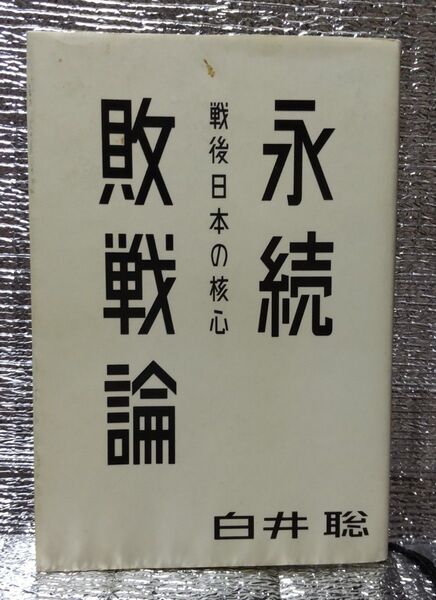 永続
敗戦論
戦後日本の核心
白井聡